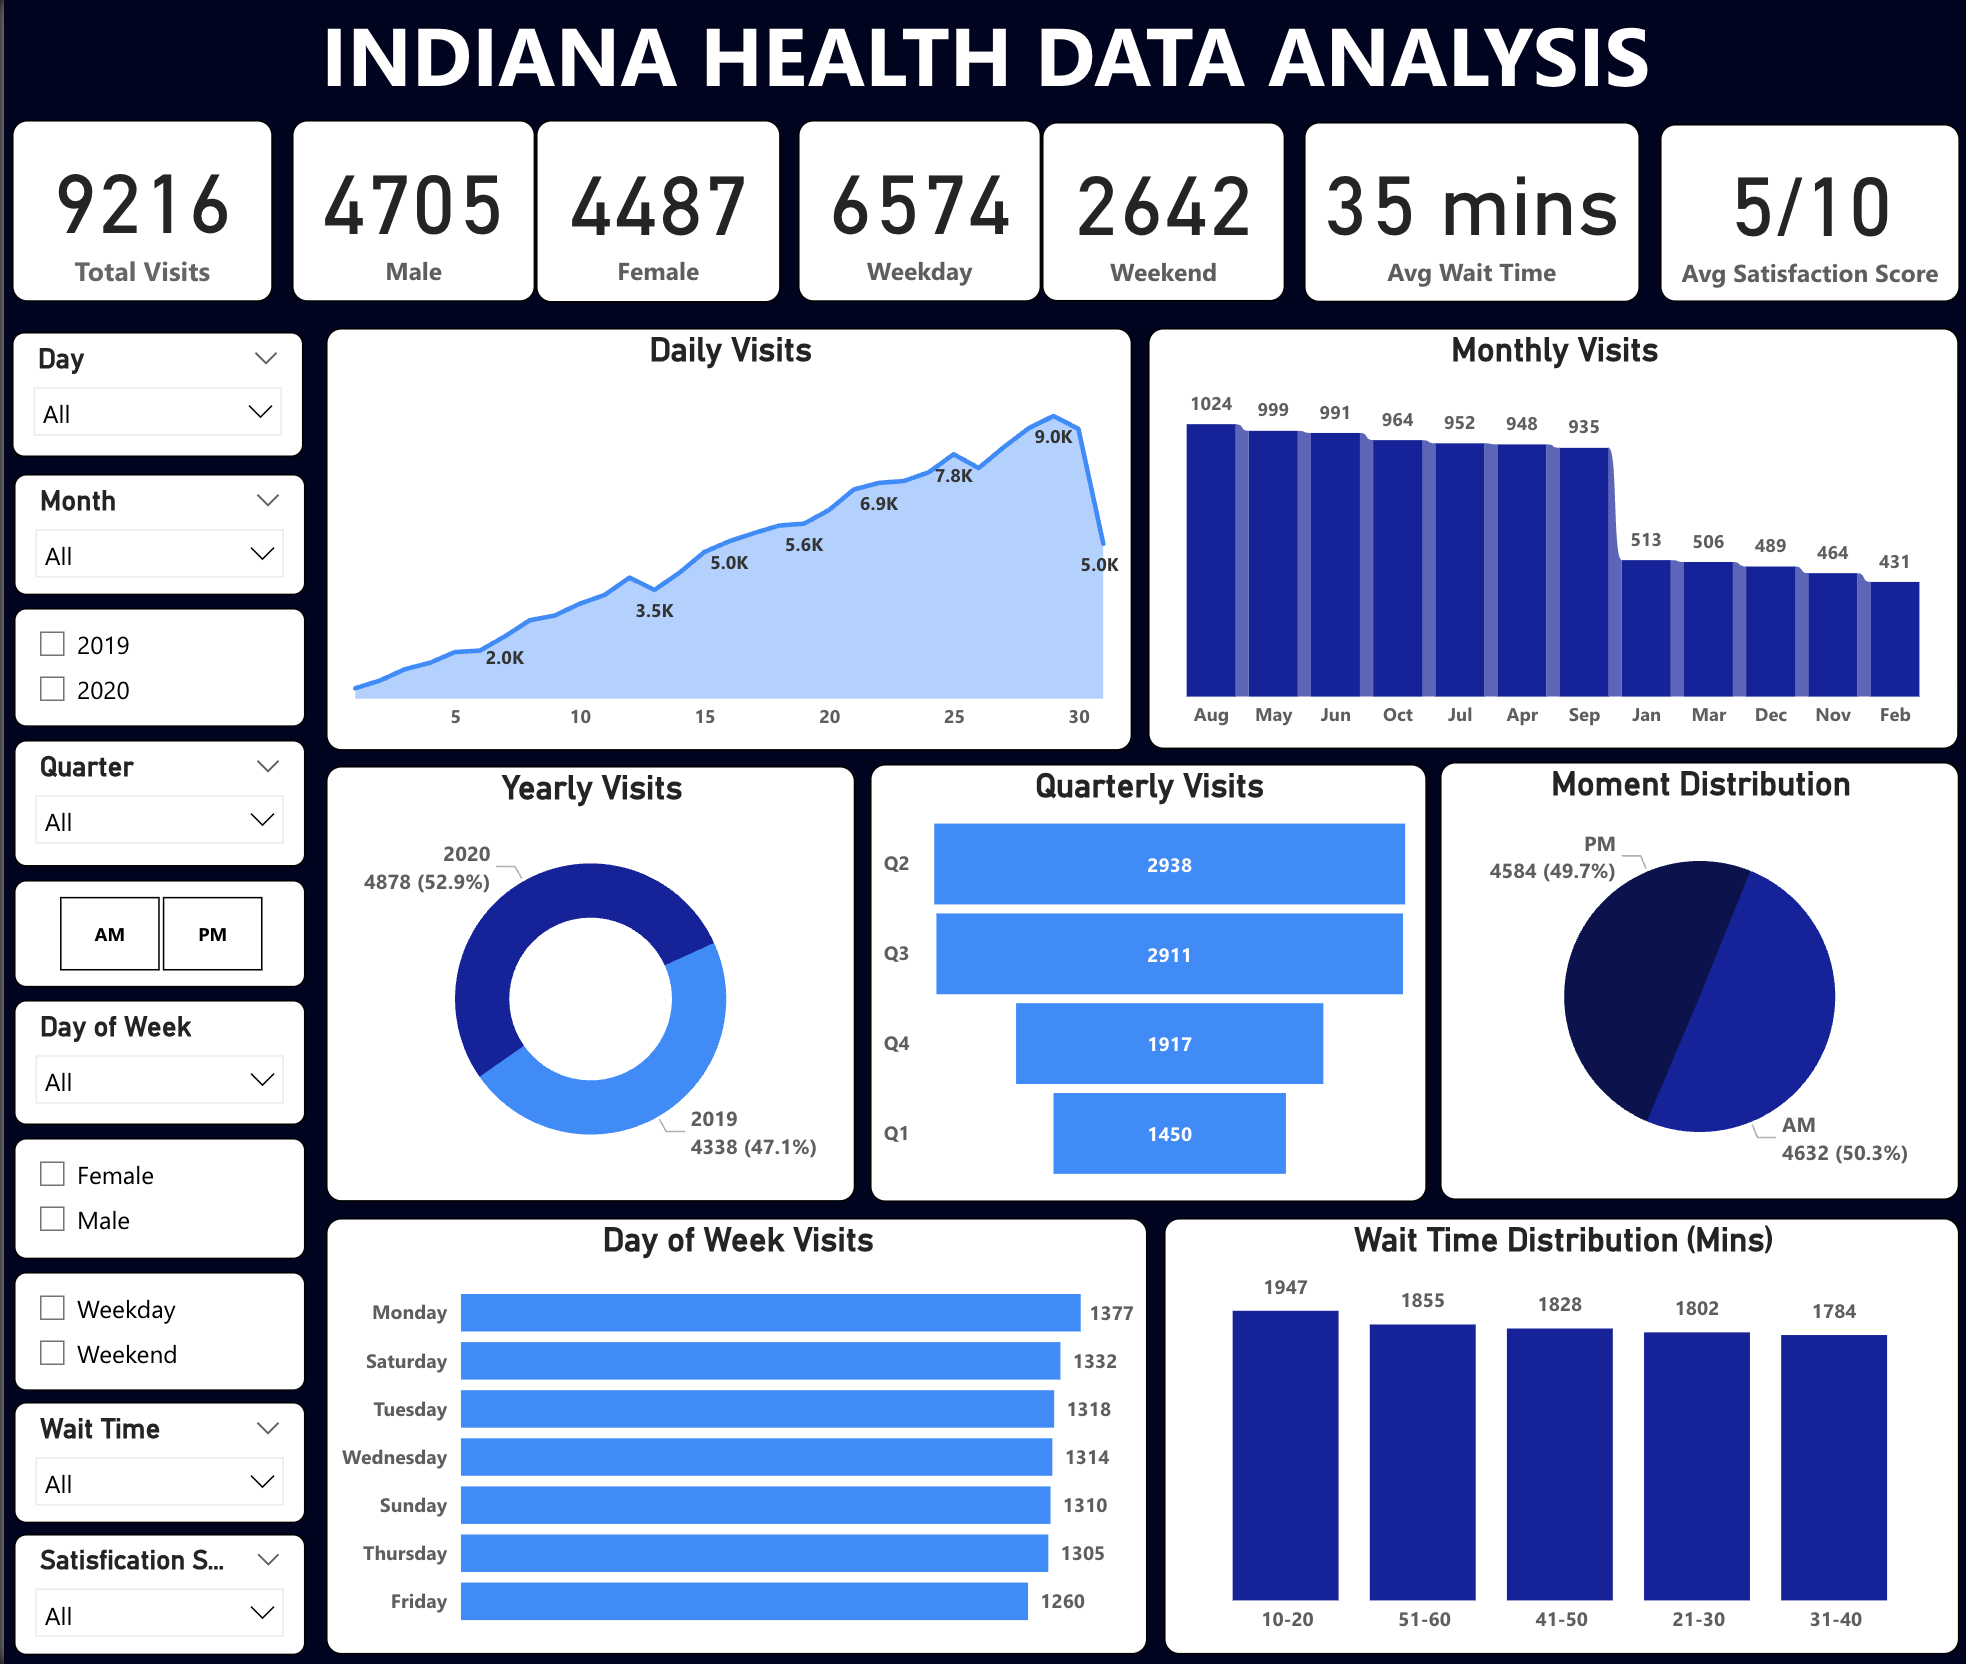 INDIANA HEALTH DATA ANALYSIS
9216
Total Visits
4705
Male
4487
Female
6574
Weekday
2642
Weekend
35 mins
Avg Wait Time
5/10
Avg Satisfaction Score
Day
All
Month
All
2019
2020
Quarter
All
AM PM
Day of Week
All
Female
Male
Weekday
Weekend
Wait Time
All
Satisfication S...
All
Daily Visits
2.0K
3.5K
5.0K
5.6K
6.9K
7.8K
9.0K
5.0K
5 10 15 20 25 30
Monthly Visits
1024 999 991 964 952 948 935 513 506 489 464 431
Aug May Jun Oct Jul Apr Sep Jan Mar Dec Nov Feb
Yearly Visits
2020
4878 (52.9%)
2019
4338 (47.1%)
Quarterly Visits
Q2 2938
Q3 2911
Q4 1917
Q1 1450
Moment Distribution
PM
4584 (49.7%)
AM
4632 (50.3%)
Day of Week Visits
Monday 1377
Saturday 1332
Tuesday 1318
Wednesday 1314
Sunday 1310
Thursday 1305
Friday 1260
Wait Time Distribution (Mins)
1947 1855 1828 1802 1784
10-20 51-60 41-50 21-30 31-40